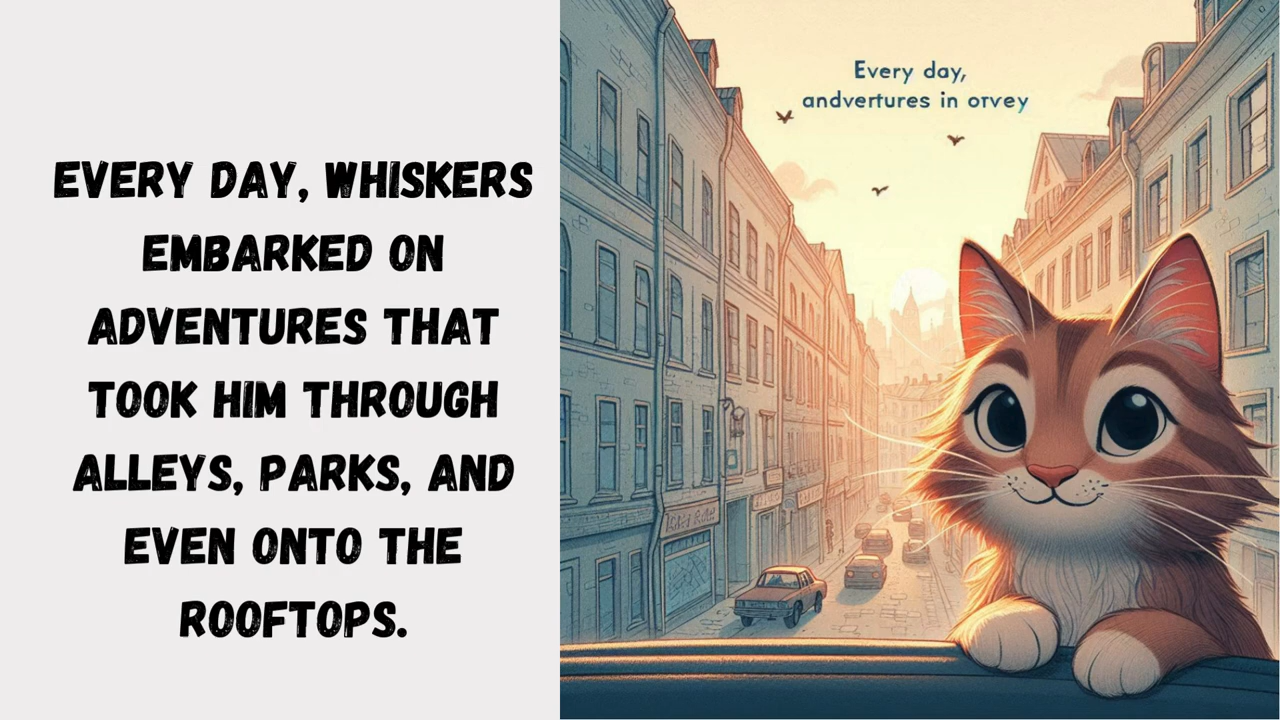 EVERY DAY, WHISKERS
EMBARKED ON
ADVENTURES THAT
TOOK HIM THROUGH
ALLEYS, PARKS, AND
EVEN ONTO THE
ROOFTOPS.
Every day,
andvertures in orvey